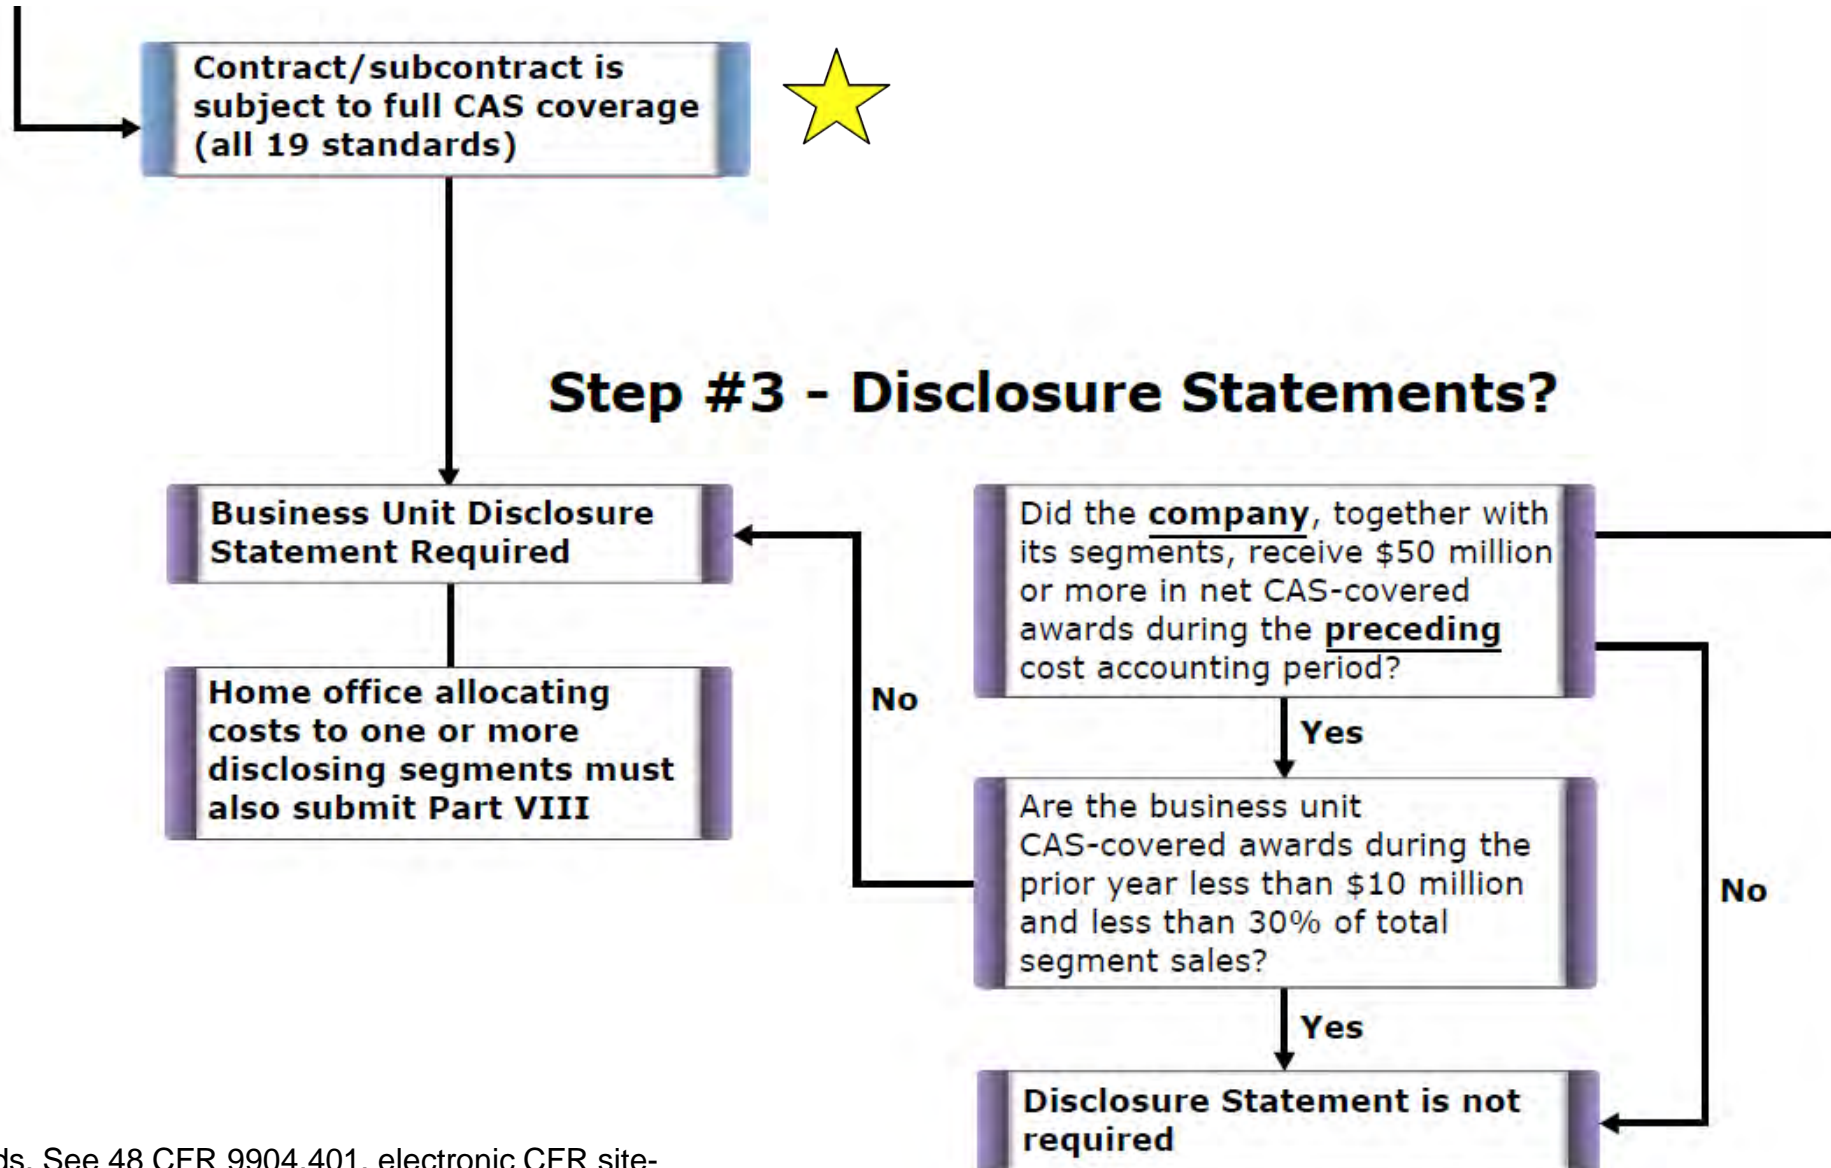 Contract/subcontract is
subject to full CAS coverage
(all 19 standards)
Step #3 - Disclosure Statements?
Business Unit Disclosure
Statement Required
Home office allocating
costs to one or more
disclosing segments must
also submit Part VIII
No
Did the company, together with
its segments, receive $50 million
or more in net CAS-covered
awards during the preceding
cost accounting period?
Yes
Are the business unit
CAS-covered awards during the
prior year less than $10 million
and less than 30% of total
segment sales?
No
Yes
Disclosure Statement is not
required
See 48 CFR 9904.401, electronic CFR site-